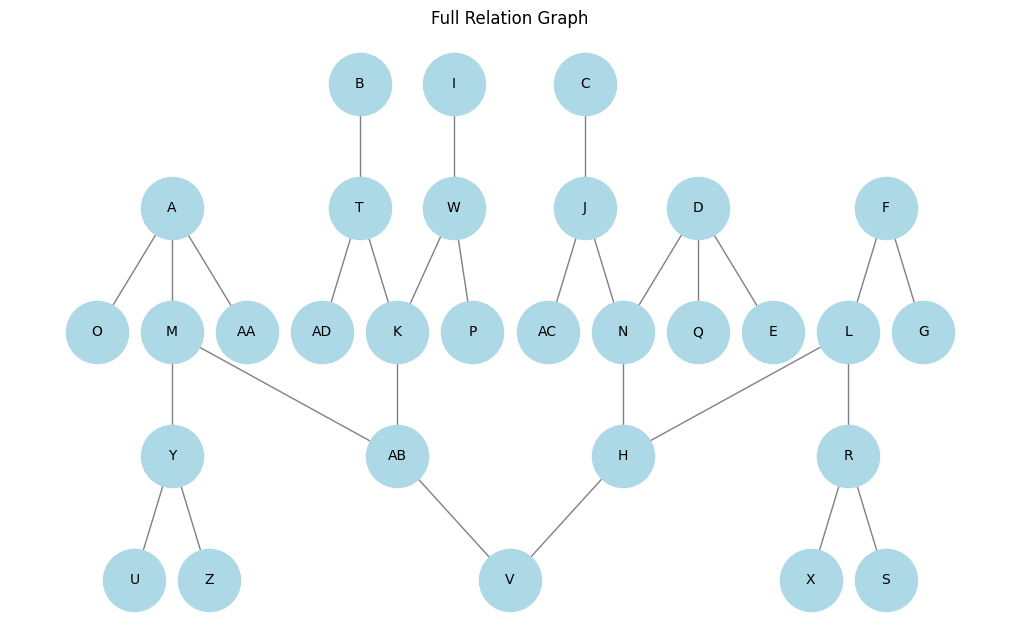 Full Relation Graph
B I C
A T W J D F
O M AA AD K P AC N Q E L G
Y AB H R
U Z V X S